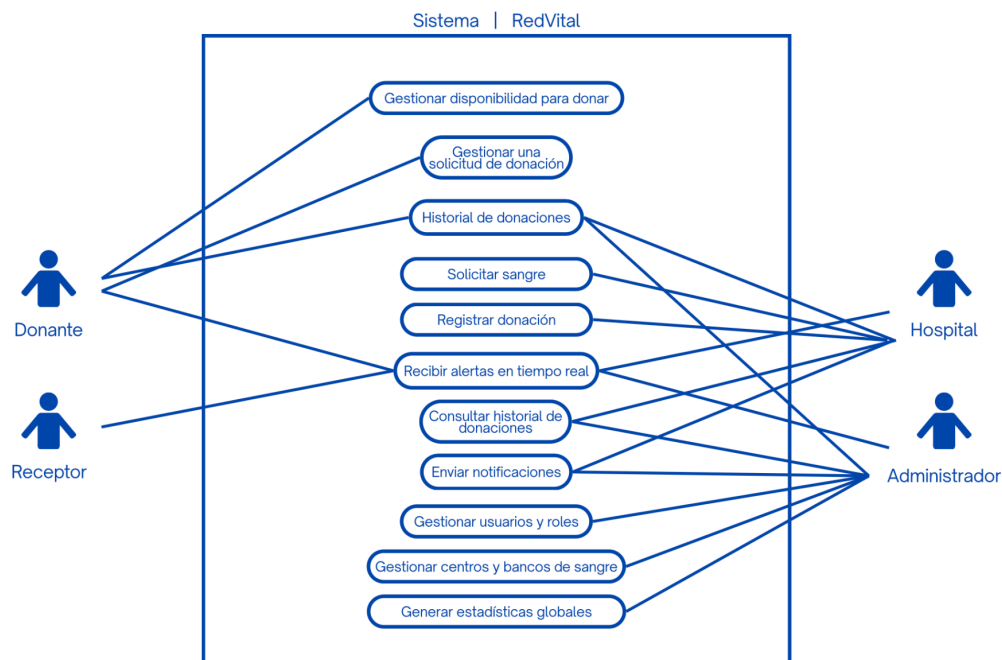 Sistema | RedVital
Gestionar disponibilidad para donar
Gestionar una
solicitud de donación
Historial de donaciones
Solicitar sangre
Registrar donación
Recibir alertas en tiempo real
Consultar historial de
donaciones
Enviar notificaciones
Gestionar usuarios y roles
Gestionar centros y bancos de sangre
Generar estadísticas globales
Donante
Receptor
Hospital
Administrador